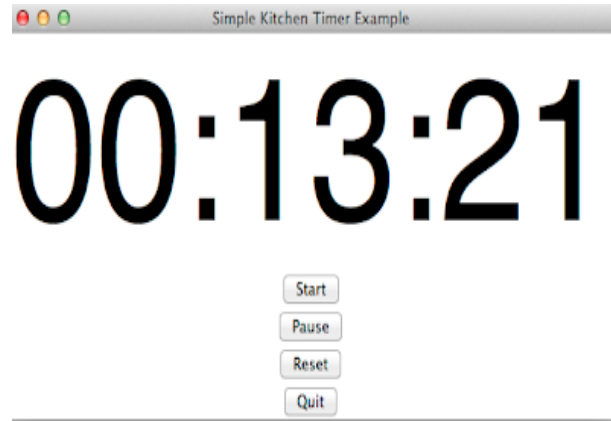 Simple Kitchen Timer Example
00:13:21
Start
Pause
Reset
Quit